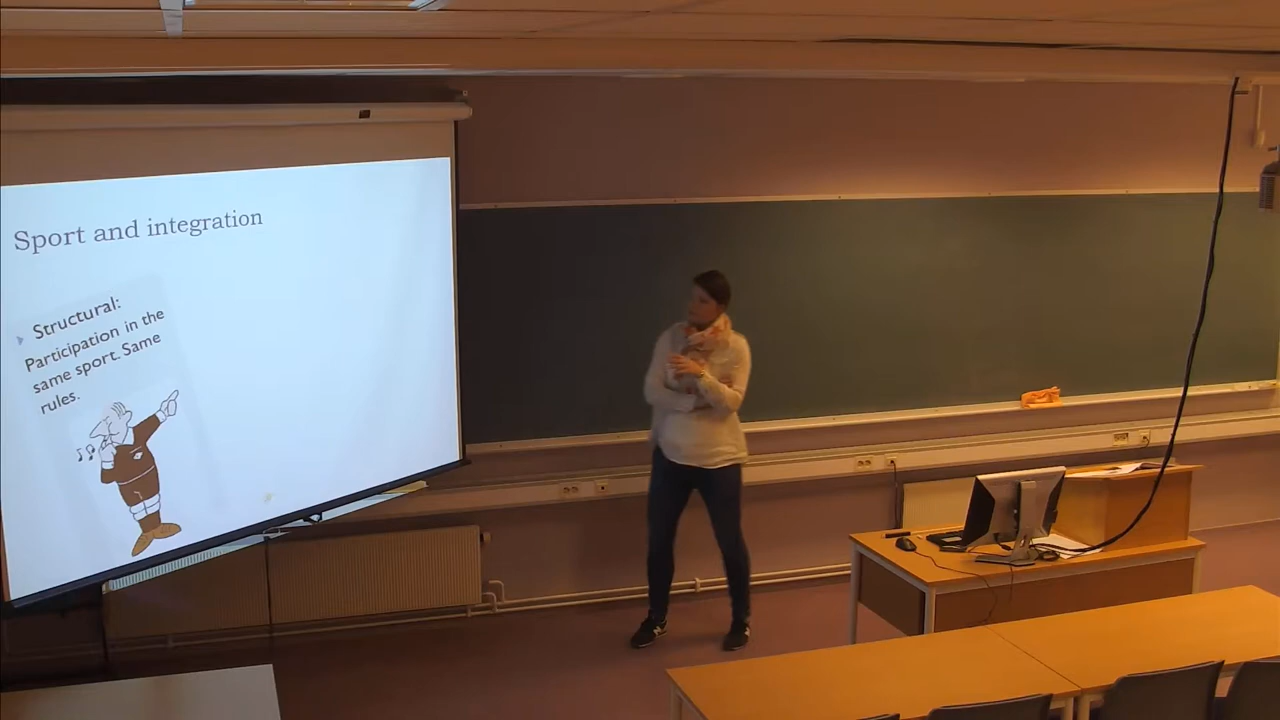 Sport and integration
Structural:
Participation in the
same sport. Same
rules.